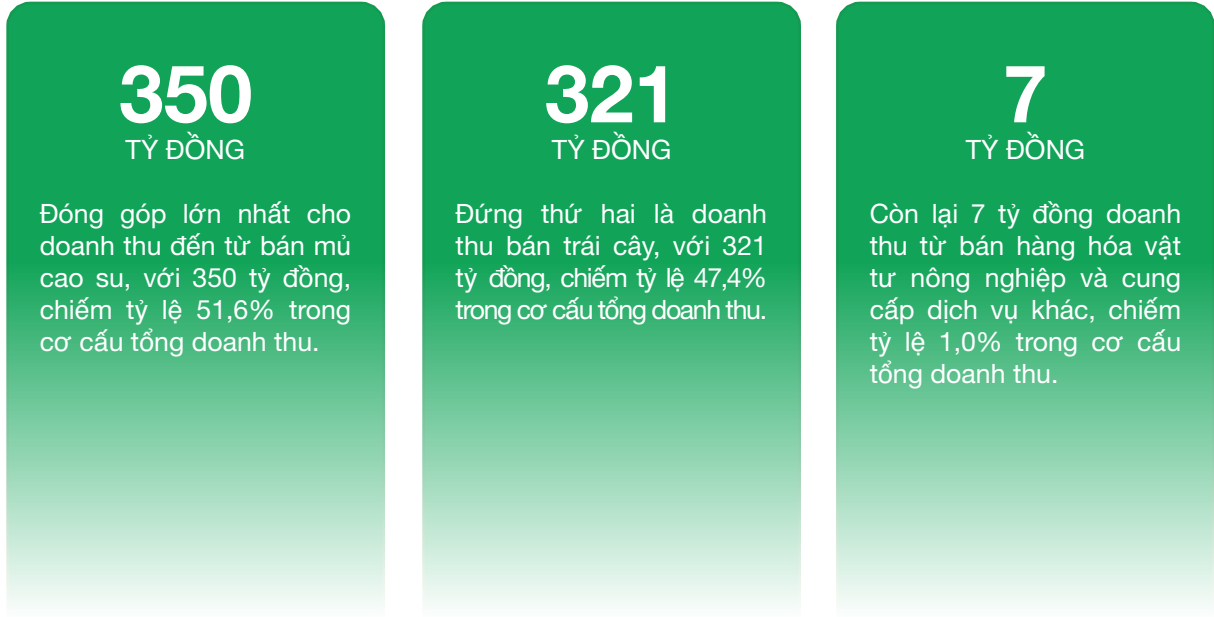 350
TỶ ĐỒNG
Đóng góp lớn nhất cho
doanh thu đến từ bán mủ
cao su, với 350 tỷ đồng,
chiếm tỷ lệ 51,6% trong
cơ cấu tổng doanh thu.
321
TỶ ĐỒNG
Đứng thứ hai là doanh
thu bán trái cây, với 321
tỷ đồng, chiếm tỷ lệ 47,4%
trong cơ cấu tổng doanh thu.
7
TỶ ĐỒNG
Còn lại 7 tỷ đồng doanh
thu từ bán hàng hóa vật
tư nông nghiệp và cung
cấp dịch vụ khác, chiếm
tỷ lệ 1,0% trong cơ cấu
tổng doanh thu.